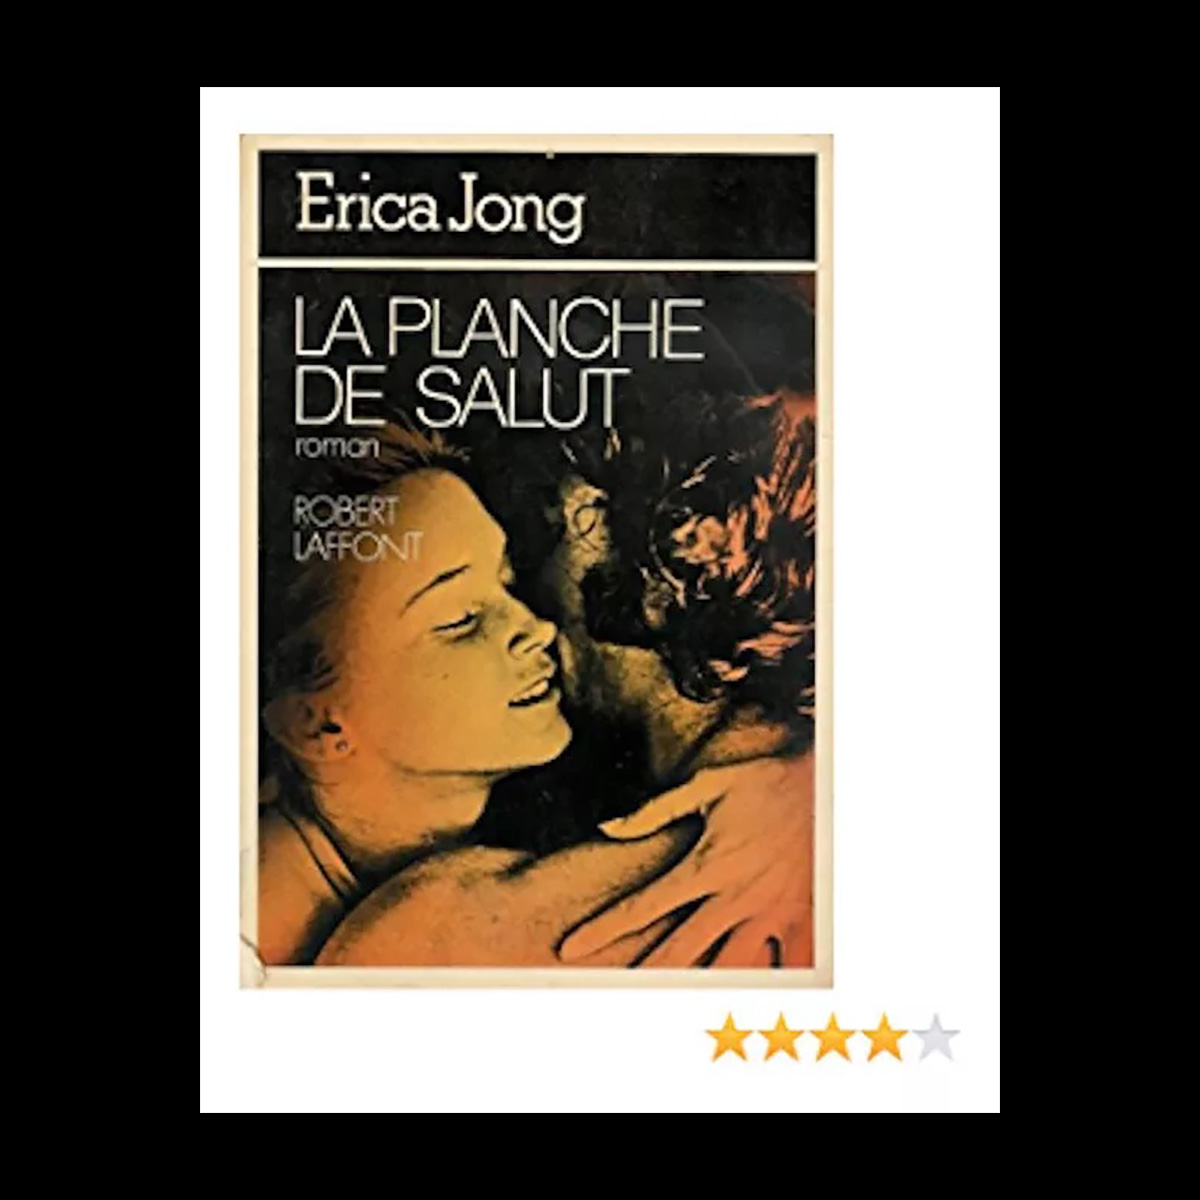 Erica Jong
LA PLANCHE
DE SALUT
roman
ROBERT
LAFFONT